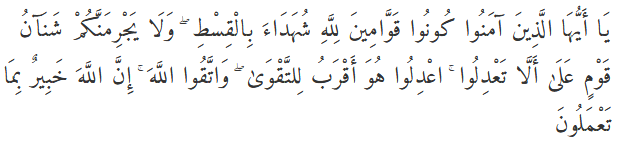 يَا أَيُّهَا الَّذِينَ آمَنُوا كُونُوا قَوَّامِينَ لِلَّهِ شُهَدَاءَ بِالْقِسْطِ ۖ وَلَا يَجْرِمَنَّكُمْ شَنَآنُ
قَوْمٍ عَلَىٰ أَلَّا تَعْدِلُوا ۚ اعْدِلُوا هُوَ أَقْرَبُ لِلتَّقْوَىٰ ۖ وَاتَّقُوا اللَّهَ ۚ إِنَّ اللَّهَ خَبِيرٌ بِمَا
تَعْمَلُونَ